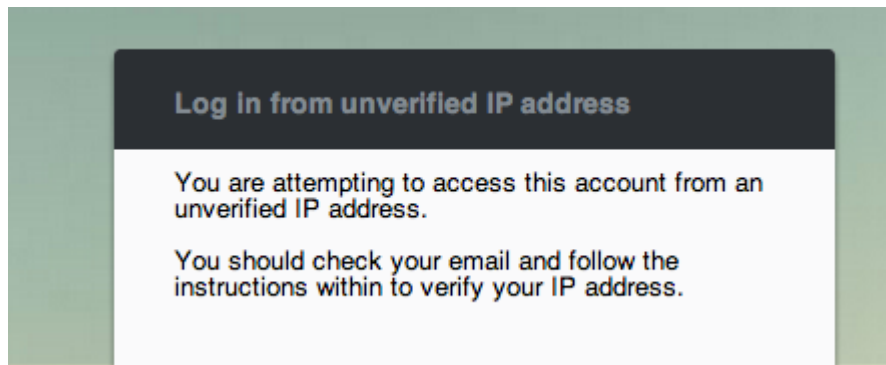 Log in from unverified IP address
You are attempting to access this account from an
unverified IP address.
You should check your email and follow the
instructions within to verify your IP address.